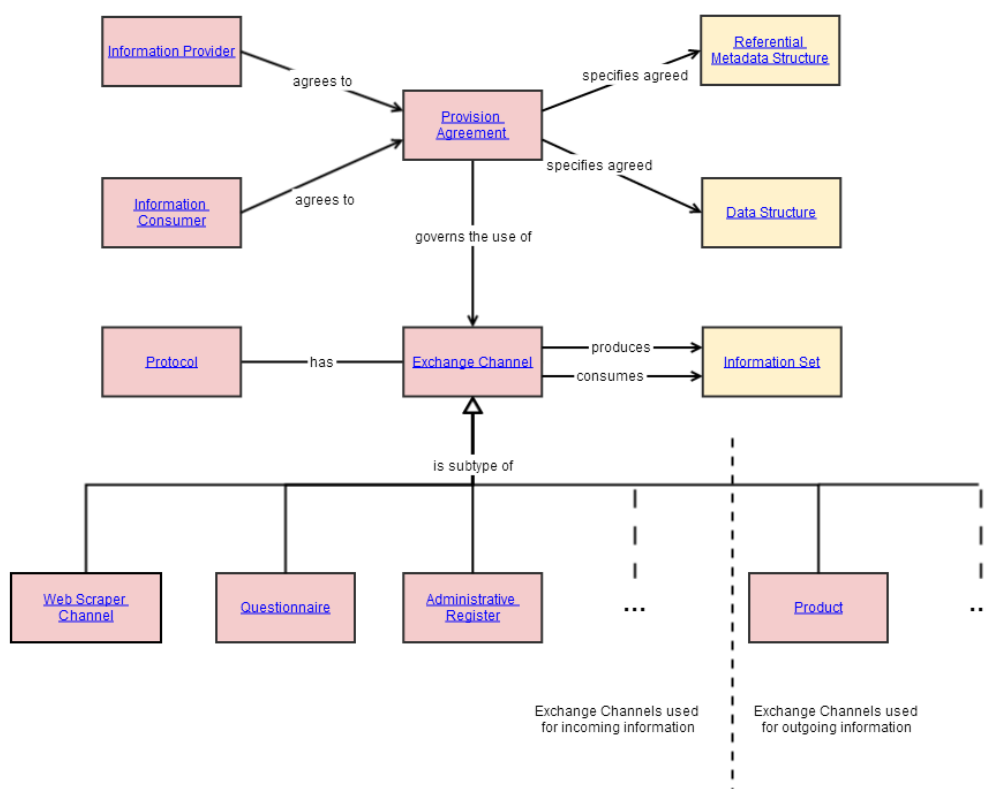 Information Provider
Referential
Metadata Structure
agrees to
specifies agreed
Provision
Agreement
specifies agreed
Information
Consumer
agrees to
Data Structure
governs the use of
Protocol
has
Exchange Channel
produces
consumes
Information Set
is subtype of
Web Scraper
Channel
Questionnaire
Administrative
Register
...
Product
..
Exchange Channels used
for incoming information
Exchange Channels used
for outgoing information